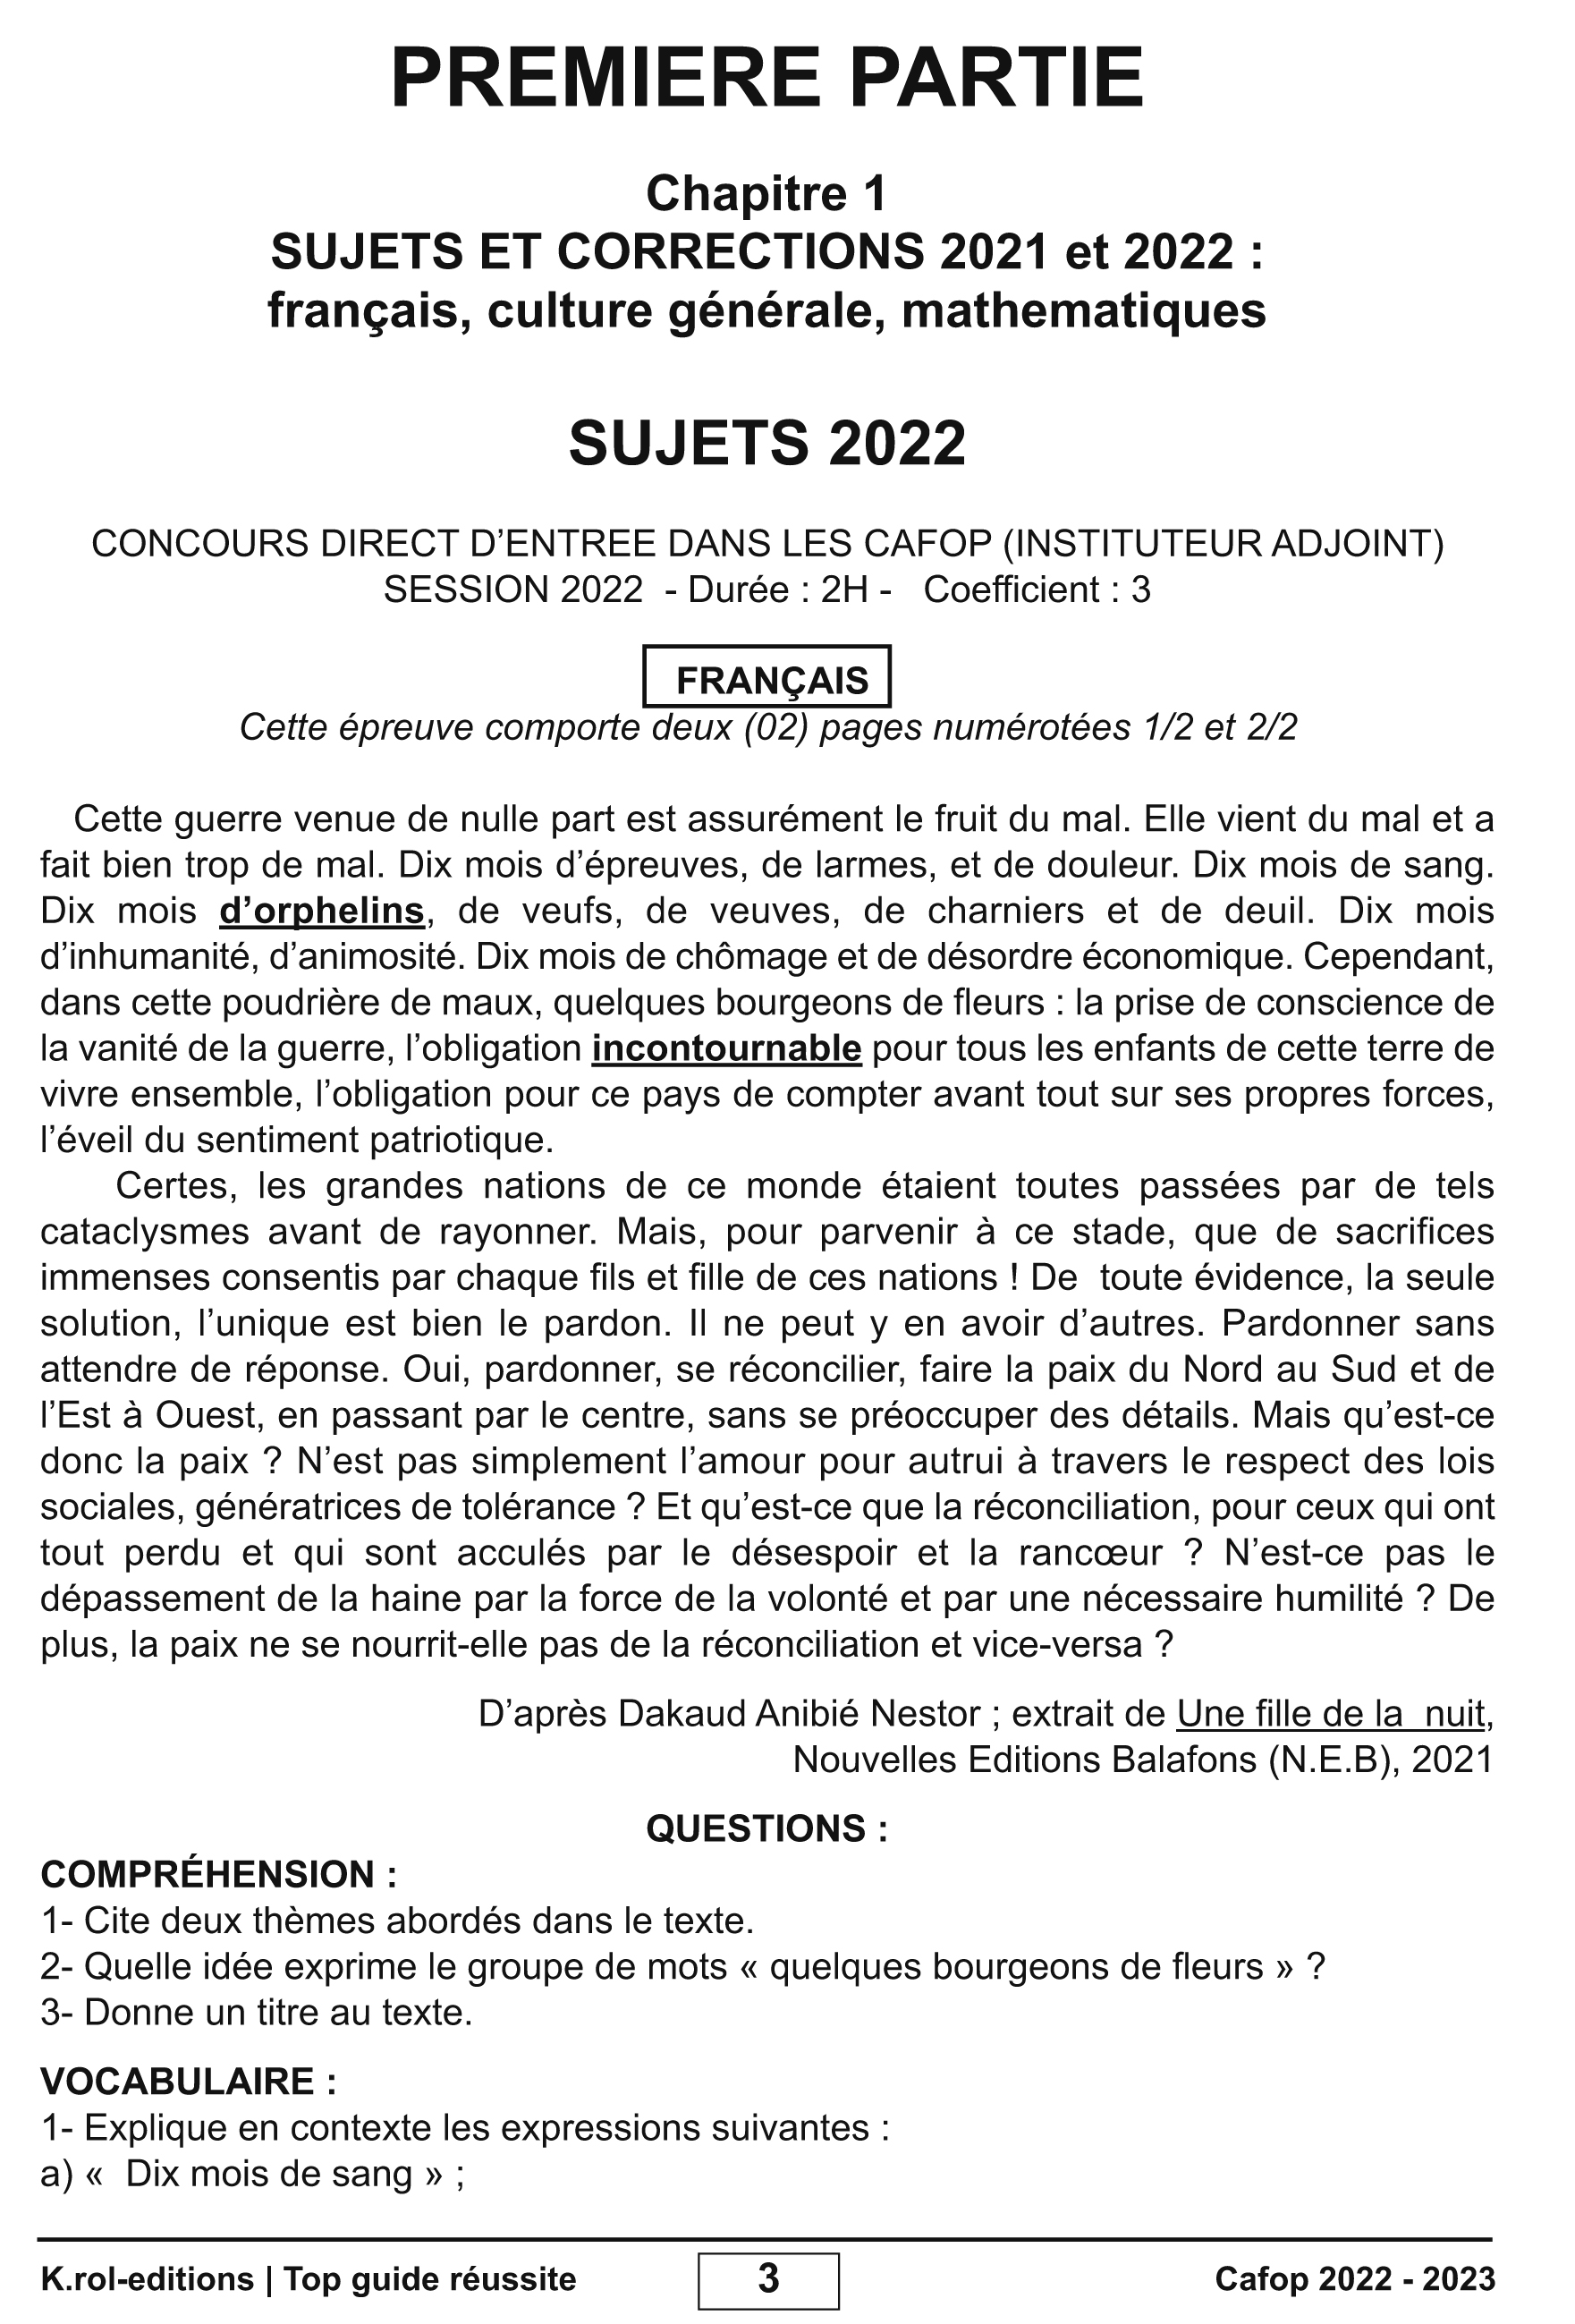 PREMIERE PARTIE
Chapitre 1
SUJETS ET CORRECTIONS 2021 et 2022 :
français, culture générale, mathematiques
SUJETS 2022
CONCOURS DIRECT D’ENTREE DANS LES CAFOP (INSTITUTEUR ADJOINT)
SESSION 2022 - Durée : 2H - Coefficient : 3
FRANÇAIS
Cette épreuve comporte deux (02) pages numérotées 1/2 et 2/2
Cette guerre venue de nulle part est assurément le fruit du mal. Elle vient du mal et a
fait bien trop de mal. Dix mois d’épreuves, de larmes, et de douleur. Dix mois de sang.
Dix mois d’orphelins, de veufs, de veuves, de charniers et de deuil. Dix mois
d’inhumanité, d’animosité. Dix mois de chômage et de désordre économique. Cependant,
dans cette poudrière de maux, quelques bourgeons de fleurs : la prise de conscience de
la vanité de la guerre, l’obligation incontournable pour tous les enfants de cette terre de
vivre ensemble, l’obligation pour ce pays de compter avant tout sur ses propres forces,
l’éveil du sentiment patriotique.
Certes, les grandes nations de ce monde étaient toutes passées par de tels
cataclysmes avant de rayonner. Mais, pour parvenir à ce stade, que de sacrifices
immenses consentis par chaque fils et fille de ces nations ! De toute évidence, la seule
solution, l’unique est bien le pardon. Il ne peut y en avoir d’autres. Pardonner sans
attendre de réponse. Oui, pardonner, se réconcilier, faire la paix du Nord au Sud et de
l’Est à Ouest, en passant par le centre, sans se préoccuper des détails. Mais qu’est-ce
donc la paix ? N’est pas simplement l’amour pour autrui à travers le respect des lois
sociales, génératrices de tolérance ? Et qu’est-ce que la réconciliation, pour ceux qui ont
tout perdu et qui sont acculés par le désespoir et la rancœur ? N’est-ce pas le
dépassement de la haine par la force de la volonté et par une nécessaire humilité ? De
plus, la paix ne se nourrit-elle pas de la réconciliation et vice-versa ?
D’après Dakaud Anibié Nestor ; extrait de Une fille de la nuit,
Nouvelles Editions Balafons (N.E.B), 2021
QUESTIONS :
COMPRÉHENSION :
1- Cite deux thèmes abordés dans le texte.
2- Quelle idée exprime le groupe de mots « quelques bourgeons de fleurs » ?
3- Donne un titre au texte.
VOCABULAIRE :
1- Explique en contexte les expressions suivantes :
a) « Dix mois de sang » ;
K.rol-editions | Top guide réussite 3 Cafop 2022 - 2023